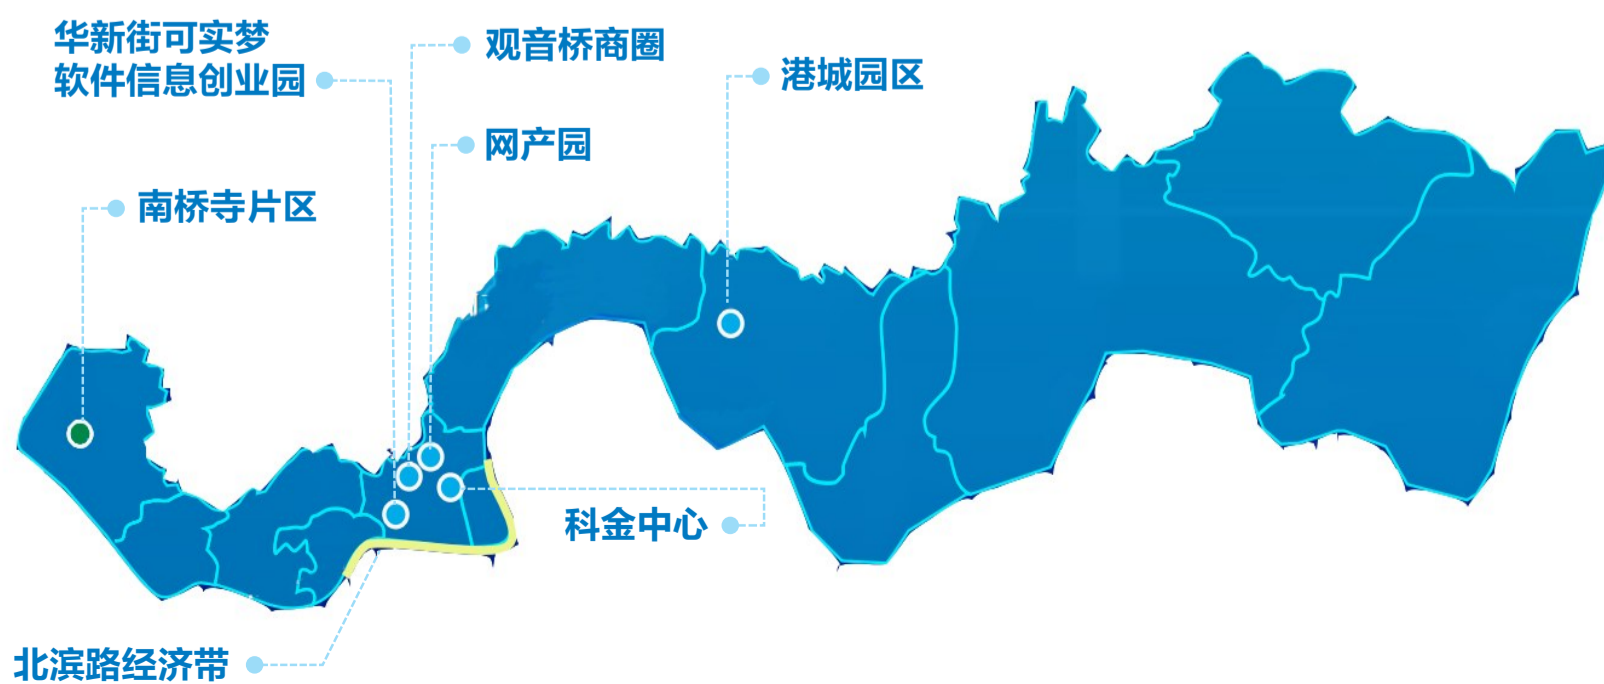 华新街可实梦
软件信息创业园
观音桥商圈
港城园区
网产园
南桥寺片区
科金中心
北滨路经济带